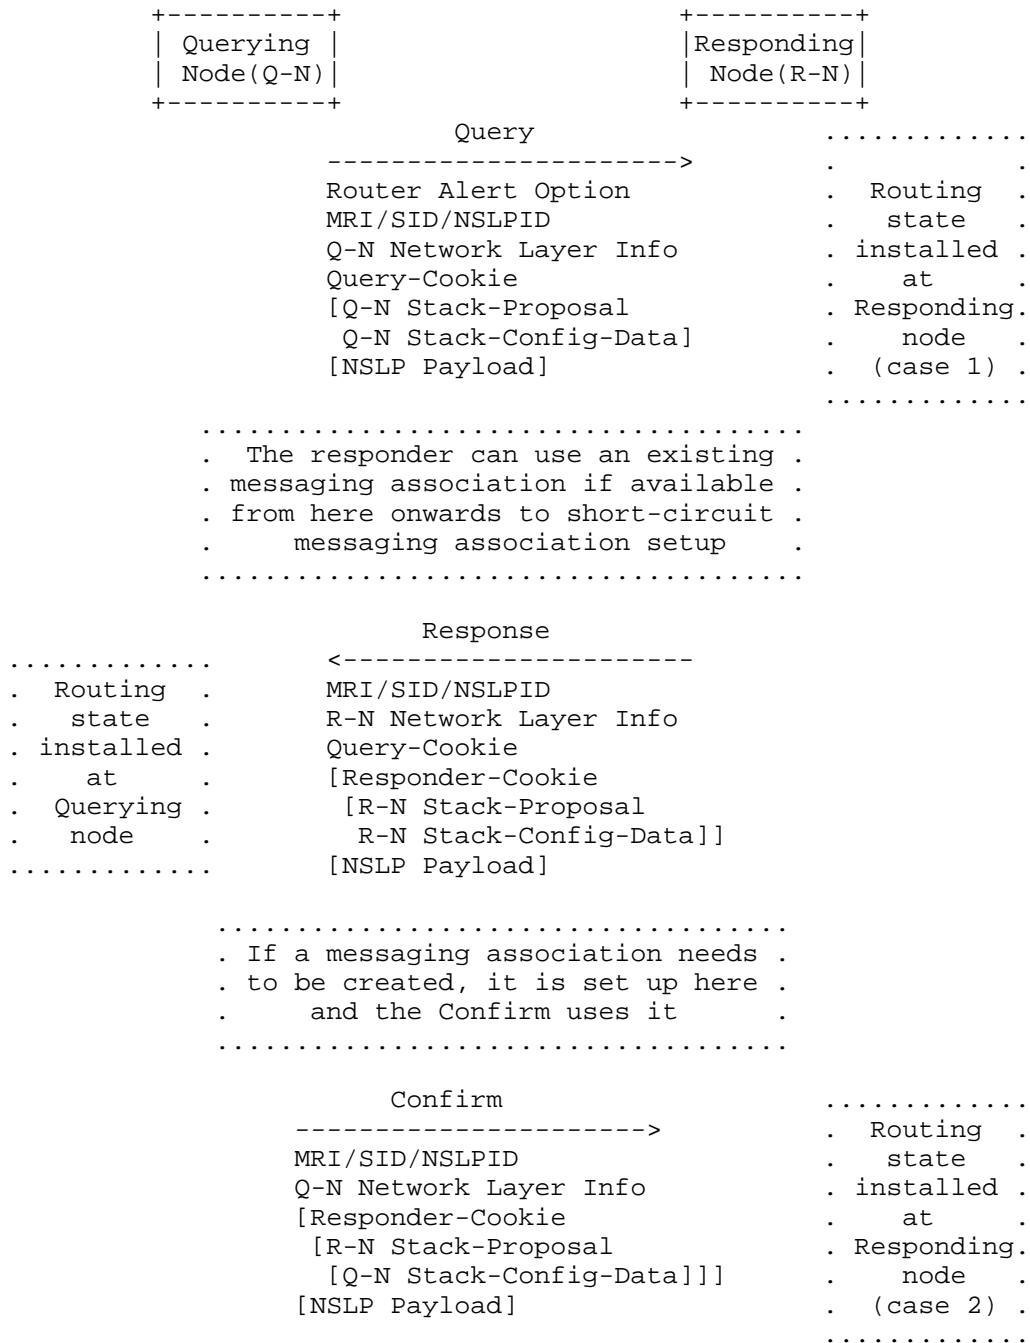 +----------+                     +----------+
| Querying |                     |Responding|
| Node(Q-N)|                     | Node(R-N)|
+----------+                     +----------+
Query                  .............
---------------------->        .           .
Router Alert Option            .  Routing  .
MRI/SID/NSLPID                 .   state   .
Q-N Network Layer Info         . installed .
Query-Cookie                   .    at     .
[Q-N Stack-Proposal            . Responding.
Q-N Stack-Config-Data]        .    node   .
[NSLP Payload]                 .  (case 1) .
.............
......................................
.  The responder can use an existing .
. messaging association if available .
. from here onwards to short-circuit .
.     messaging association setup    .
......................................
Response
.............       <----------------------
.  Routing  .       MRI/SID/NSLPID
.   state   .       R-N Network Layer Info
. installed .       Query-Cookie
.    at     .       [Responder-Cookie
.  Querying .        [R-N Stack-Proposal
.   node    .         R-N Stack-Config-Data]]
.............       [NSLP Payload]
....................................
. If a messaging association needs .
. to be created, it is set up here .
.     and the Confirm uses it      .
....................................
Confirm                    .............
---------------------->          .  Routing  .
MRI/SID/NSLPID                   .   state   .
Q-N Network Layer Info           . installed .
[Responder-Cookie                .    at     .
[R-N Stack-Proposal             . Responding.
[Q-N Stack-Config-Data]]]      .    node   .
[NSLP Payload]                   .  (case 2) .
.............